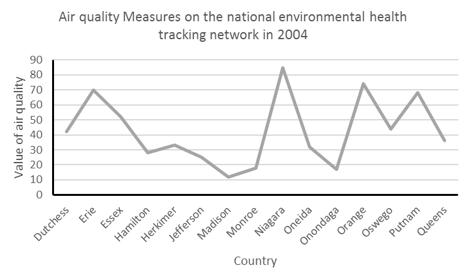 Air quality Measures on the national environmental health
tracking network in 2004
Value of air quality
90
80
70
60
50
40
30
20
10
0
Dutchess
Erie
Essex
Hamilton
Herkimer
Jefferson
Madison
Monroe
Niagara
Oneida
Onondaga
Orange
Oswego
Putnam
Queens
Country